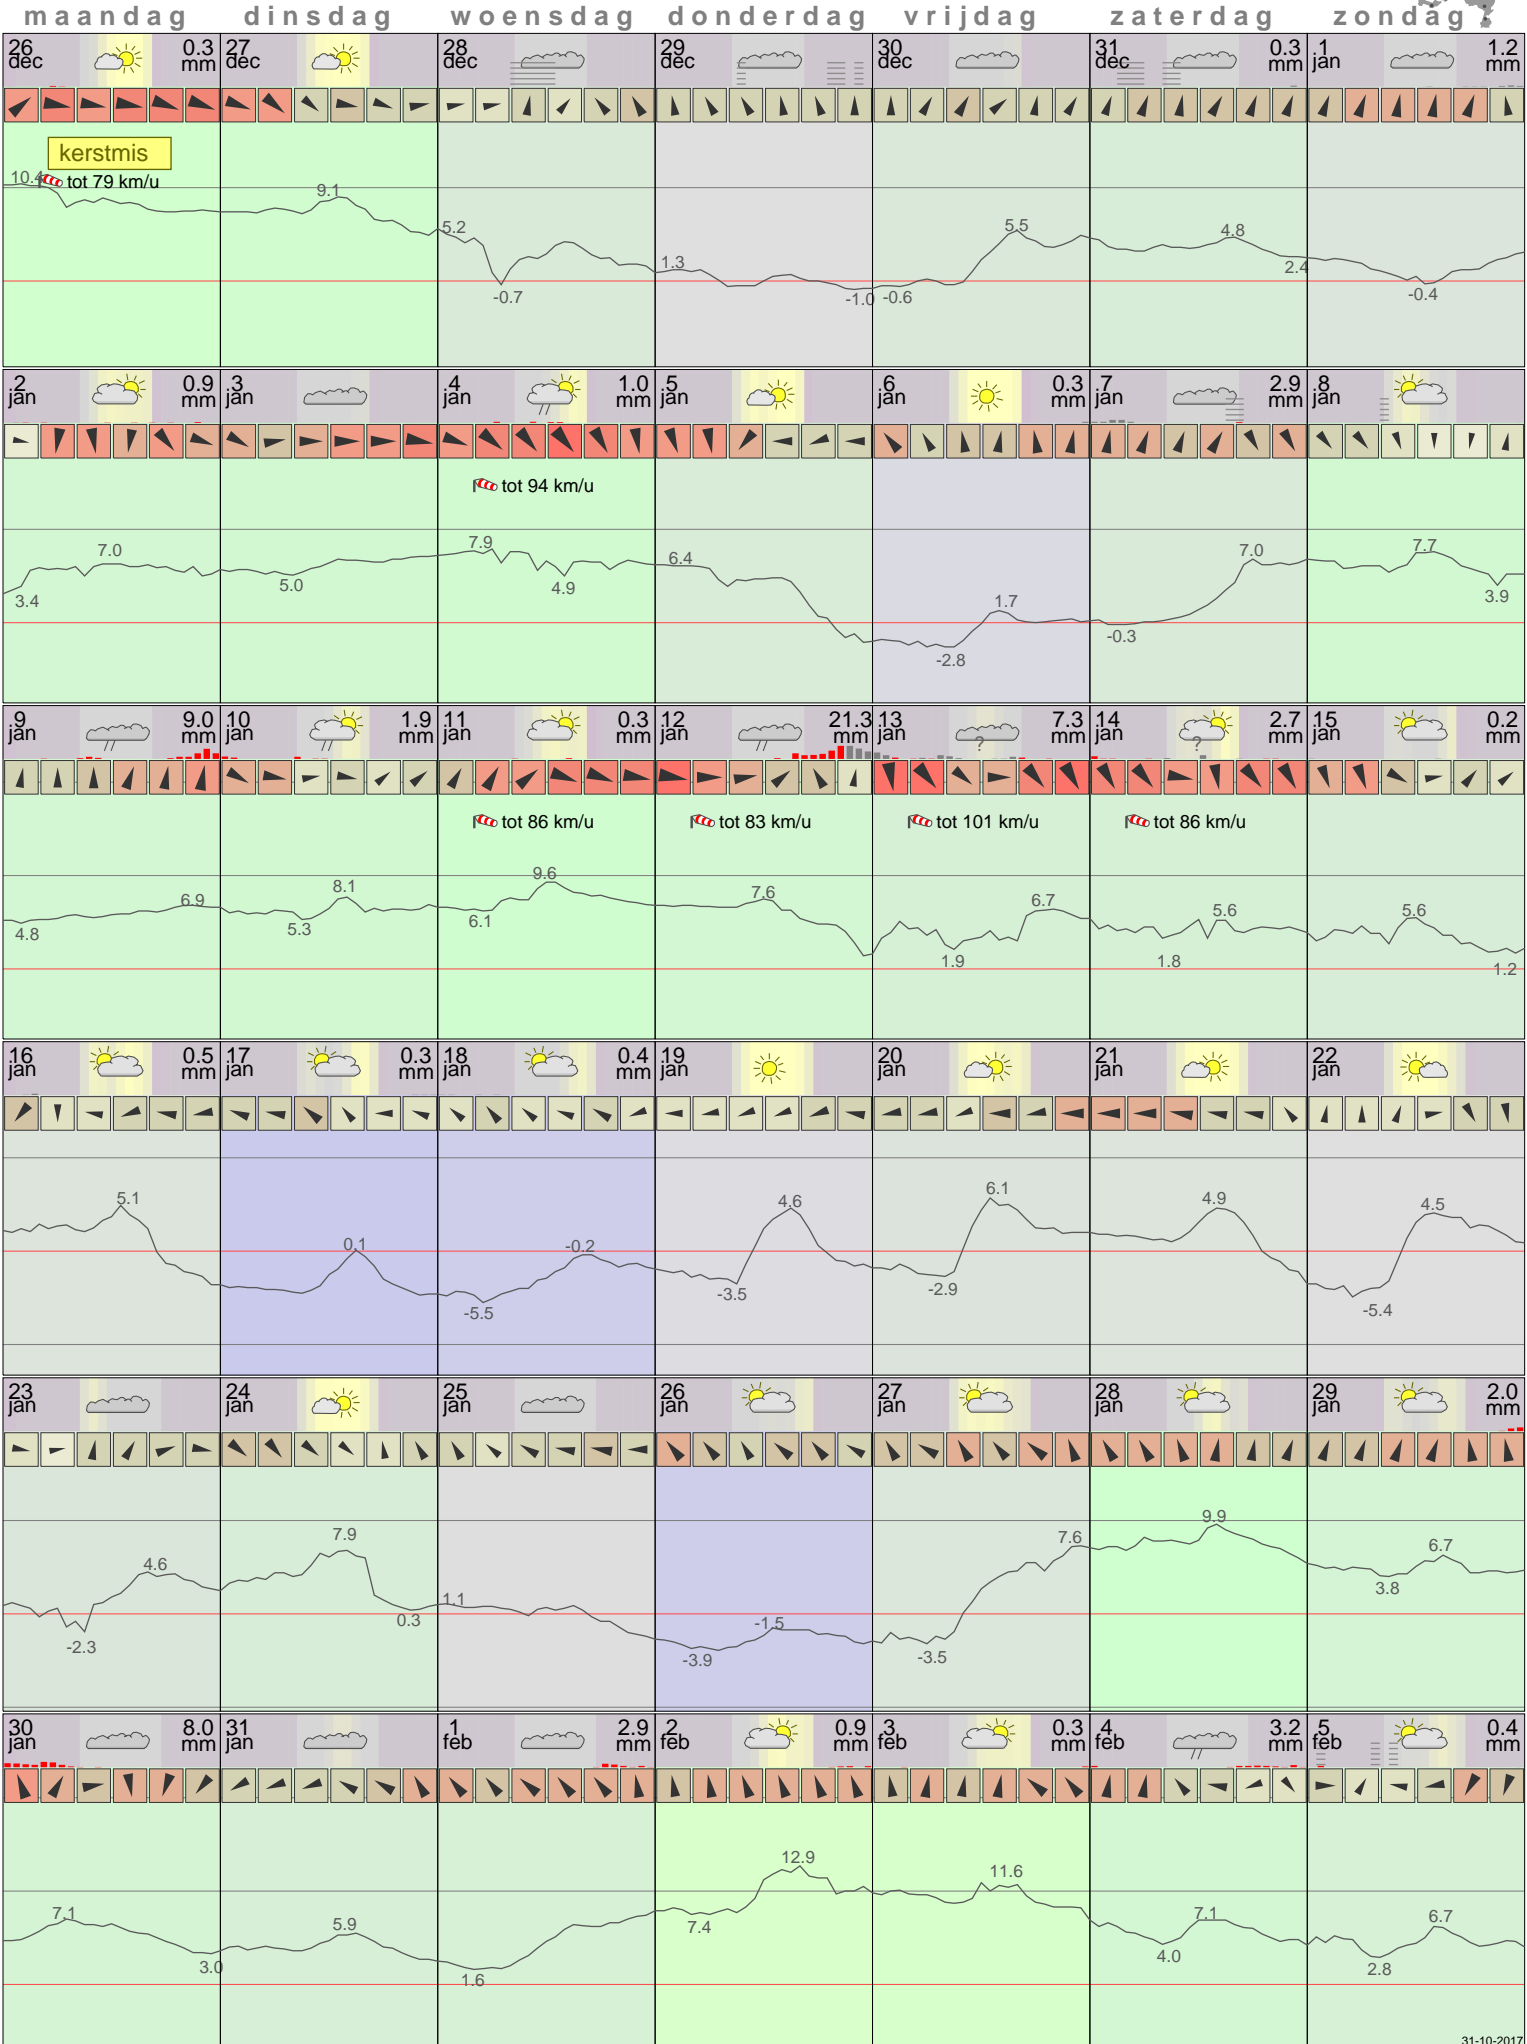 maandag dinsdag woensdag donderdag vrijdag zaterdag zondag
26 dec 0.3 mm 27 dec 28 dec 29 dec 30 dec 31 dec 0.3 mm 1 jan 1.2 mm
kerstmis
tot 79 km/u
10.4 9.1 5.2 -0.7 1.3 -1.0 -0.6 5.5 4.8 2.4 -0.4
2 jan 0.9 mm 3 jan 4 jan 1.0 mm 5 jan 6 jan 0.3 mm 7 jan 2.9 mm 8 jan
tot 94 km/u
3.4 7.0 5.0 7.9 4.9 6.4 -2.8 1.7 -0.3 7.0 7.7 3.9
9 jan 9.0 mm 10 jan 1.9 mm 11 jan 0.3 mm 12 jan 21.3 mm 13 jan ? 7.3 mm 14 jan ? 2.7 mm 15 jan 0.2 mm
tot 86 km/u tot 83 km/u tot 101 km/u tot 86 km/u
4.8 6.9 5.3 8.1 6.1 9.6 7.6 1.9 6.7 1.8 5.6 5.6 1.2
16 jan 0.5 mm 17 jan 0.3 mm 18 jan 0.4 mm 19 jan 20 jan 21 jan 22 jan
5.1 0.1 -5.5 -0.2 -3.5 4.6 -2.9 6.1 4.9 -5.4 4.5
23 jan 24 jan 25 jan 26 jan 27 jan 28 jan 29 jan 2.0 mm
-2.3 4.6 7.9 0.3 1.1 -3.9 -1.5 -3.5 7.6 9.9 3.8 6.7
30 jan 8.0 mm 31 jan 1 feb 2.9 mm 2 feb 0.9 mm 3 feb 0.3 mm 4 feb 3.2 mm 5 feb 0.4 mm
7.1 3.0 5.9 1.6 7.4 12.9 11.6 4.0 7.1 2.8 6.7
31-10-2017